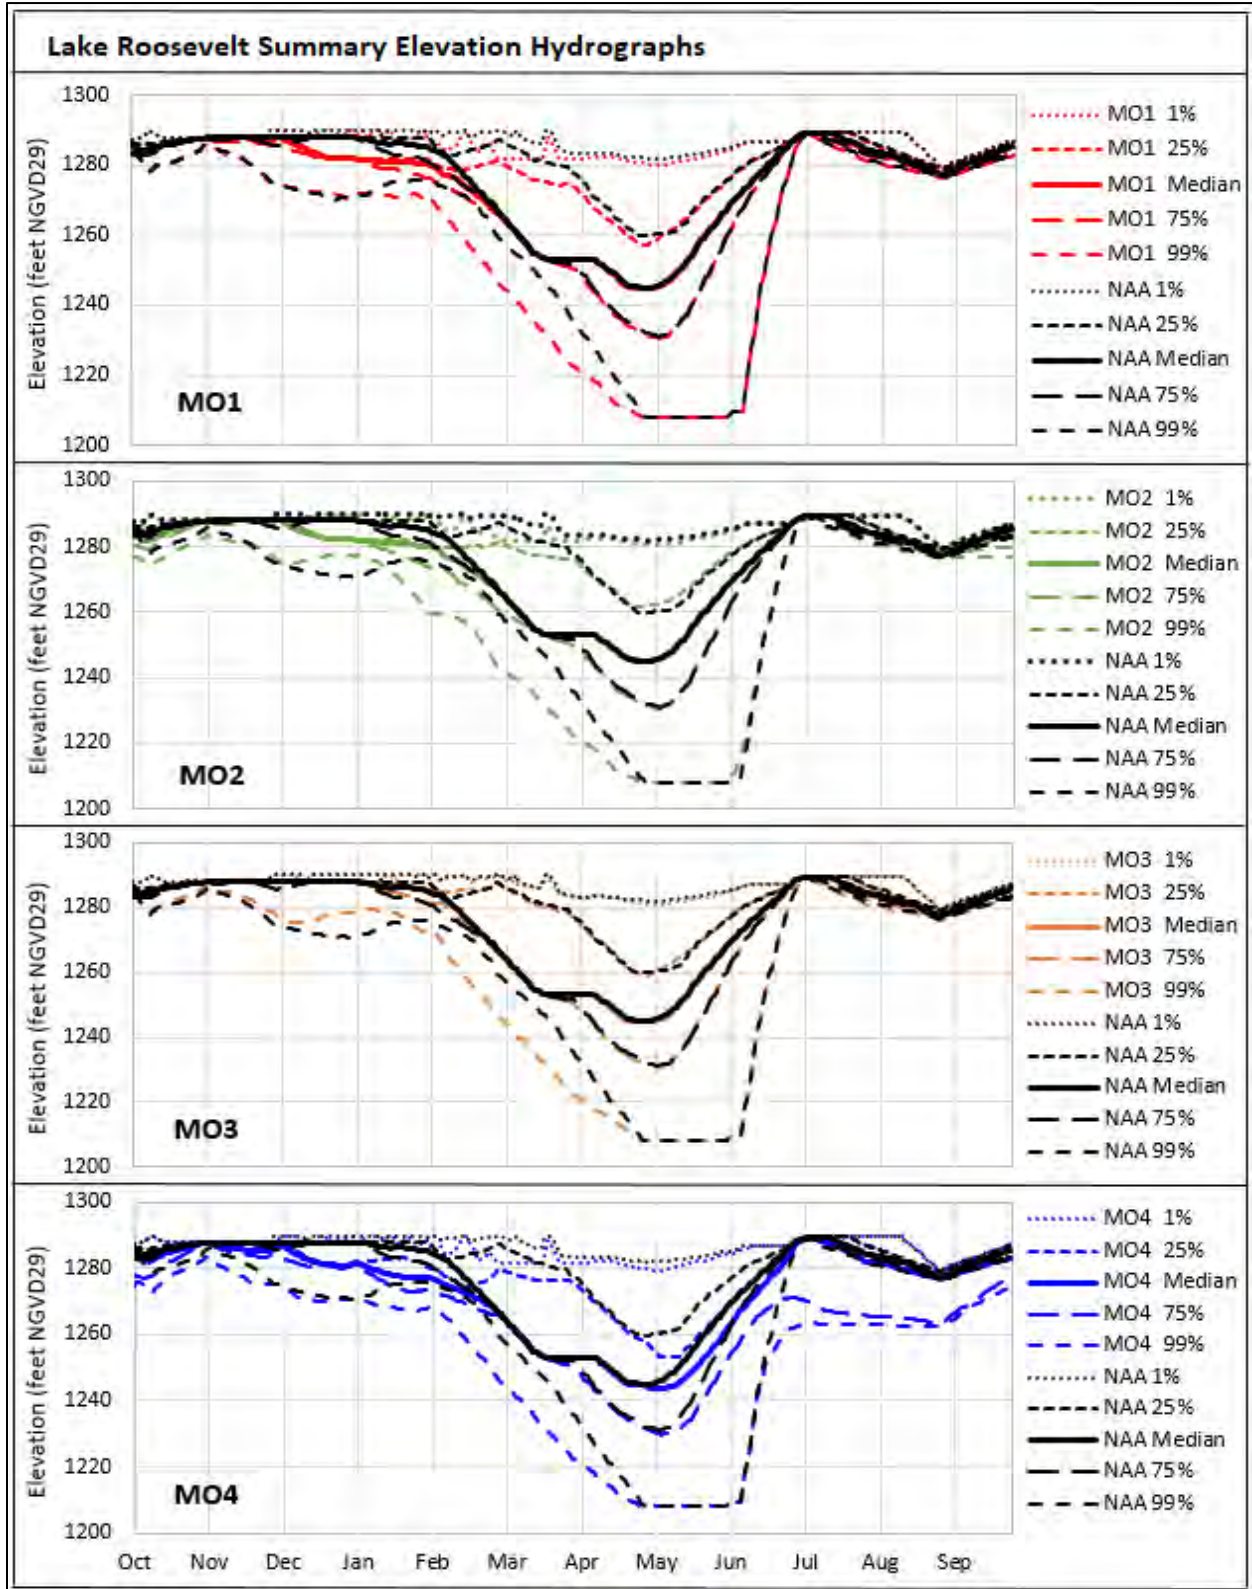 Lake Roosevelt Summary Elevation Hydrographs
Elevation (feet NGVD29)
1300
1280
1260
1240
1220
1200
MO1
MO1 1%
MO1 25%
MO1 Median
MO1 75%
MO1 99%
NAA 1%
NAA 25%
NAA Median
NAA 75%
NAA 99%
Elevation (feet NGVD29)
1300
1280
1260
1240
1220
1200
MO2
MO2 1%
MO2 25%
MO2 Median
MO2 75%
MO2 99%
NAA 1%
NAA 25%
NAA Median
NAA 75%
NAA 99%
Elevation (feet NGVD29)
1300
1280
1260
1240
1220
1200
MO3
MO3 1%
MO3 25%
MO3 Median
MO3 75%
MO3 99%
NAA 1%
NAA 25%
NAA Median
NAA 75%
NAA 99%
Elevation (feet NGVD29)
1300
1280
1260
1240
1220
1200
MO4
MO4 1%
MO4 25%
MO4 Median
MO4 75%
MO4 99%
NAA 1%
NAA 25%
NAA Median
NAA 75%
NAA 99%
Oct Nov Dec Jan Feb Mar Apr May Jun Jul Aug Sep